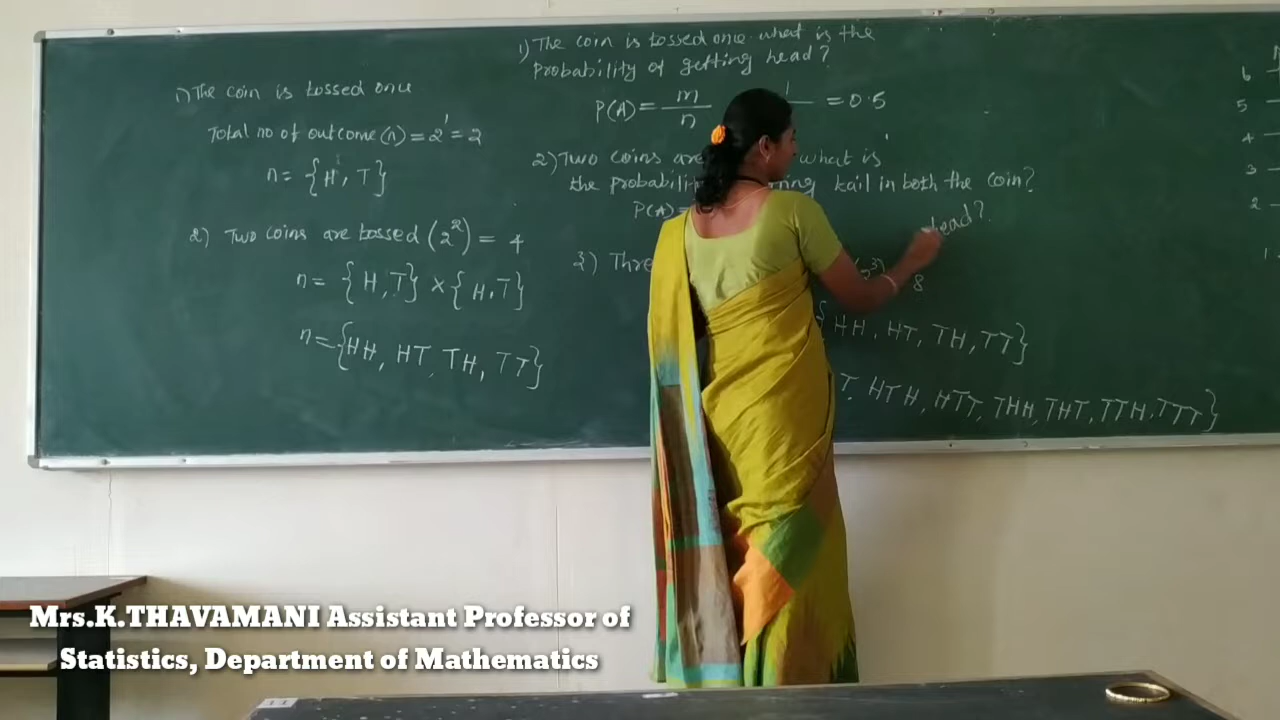 1) The coin is tossed once
Total no of outcome (n) = 2¹ = 2
n = {H, T}
2) Two coins are tossed (2²) = 4
n = {H, T} × {H, T}
n = {HH, HT, TH, TT}
1) The coin is tossed once what is the
Probability of getting head?
P(A) = m/n 1 = 0.5
2) Two coins are what is
the tail in both the coin?
P(A) =
Head?
3) (2³)
8
{HH, HT, TH, TT}
T, HTH, HTT, THH, THT, TTH, TTT}
6
5
4
3
2
1
Mrs.K.THAVAMANI Assistant Professor of
Statistics, Department of Mathematics
11